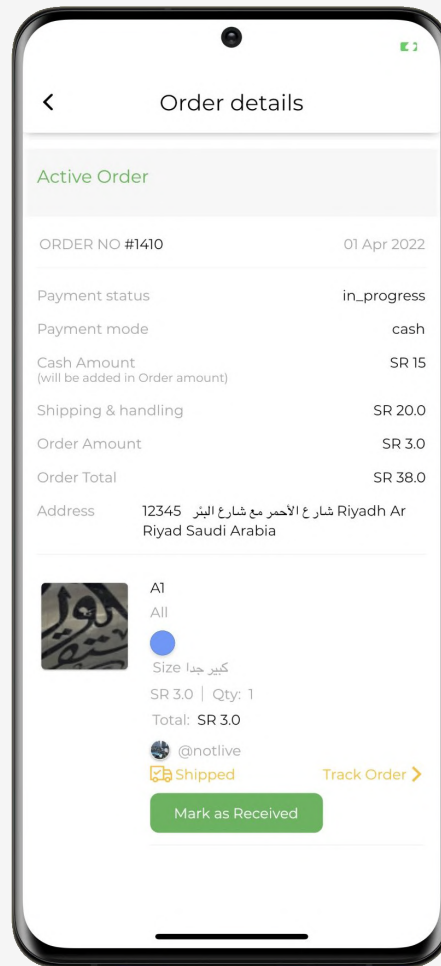 Order details
Active Order
ORDER NO #1410 01 Apr 2022
Payment status in_progress
Payment mode cash
Cash Amount SR 15
(will be added in Order amount)
Shipping & handling SR 20.0
Order Amount SR 3.0
Order Total SR 38.0
Address 12345 شارع الأحمر مع شارع البئر Riyadh Ar
Riyad Saudi Arabia
A1
All
Size كبير جدا
SR 3.0 | Qty: 1
Total: SR 3.0
@notlive
Shipped Track Order
Mark as Received